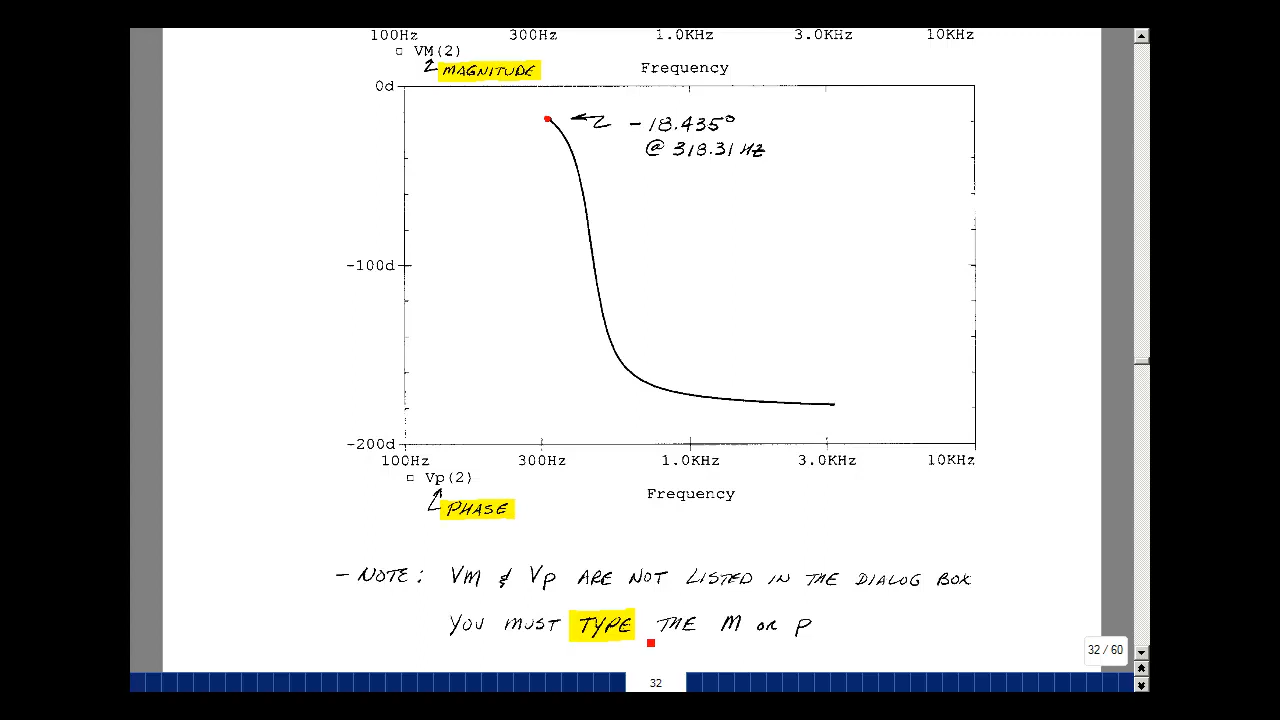 100Hz 300Hz 1.0KHz 3.0KHz 10KHz
VM(2)
MAGNITUDE
Frequency
0d
-18.435°
@ 318.31 Hz
-100d
-200d
100Hz 300Hz 1.0KHz 3.0KHz 10KHz
Vp(2)
PHASE
Frequency
- NOTE: VM & Vp ARE NOT LISTED IN THE DIALOG BOX
YOU MUST TYPE THE M OR P
32 / 60
32